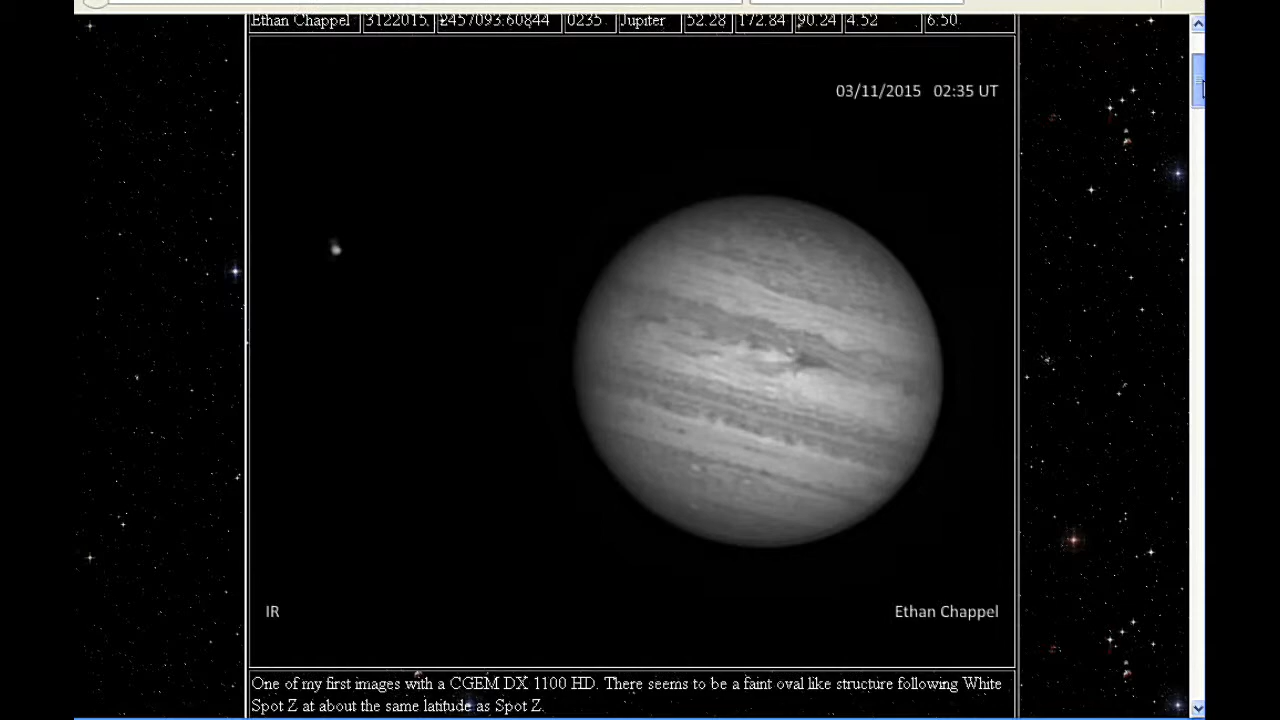 Ethan Chappel 3122015. 2457093.60844 0235 Jupiter 52.28 172.84 90.24 4.52 6.50
03/11/2015 02:35 UT
IR
Ethan Chappel
One of my first images with a CGEM DX 1100 HD. There seems to be a faint oval like structure following White
Spot Z at about the same latitude as Spot Z.